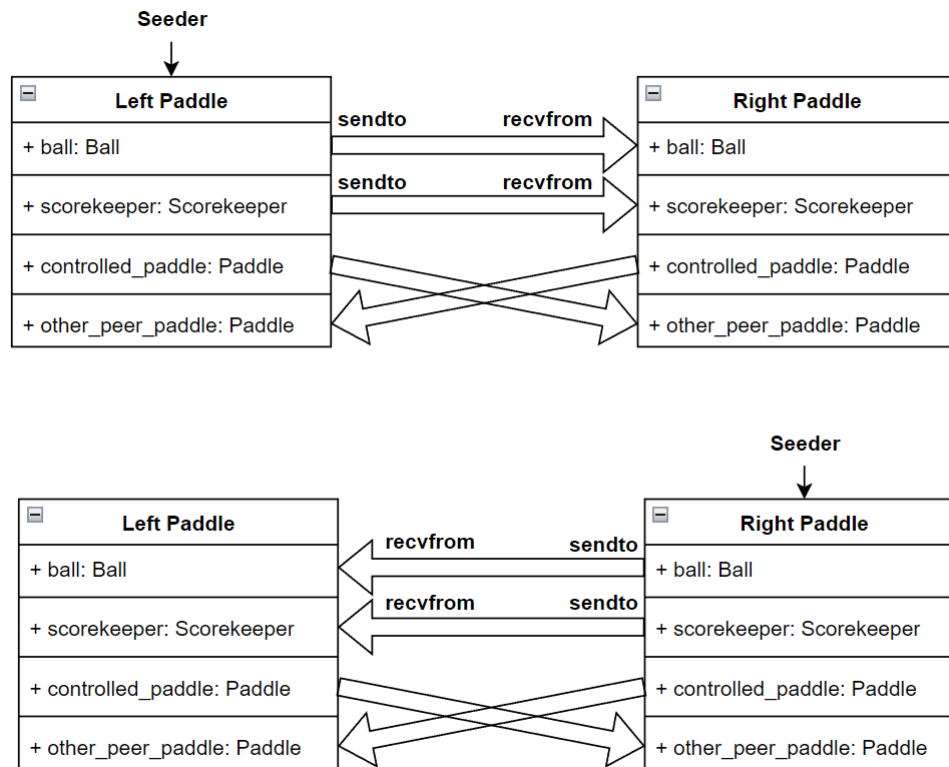 Seeder
Left Paddle
Right Paddle
sendto recvfrom
+ ball: Ball
+ ball: Ball
sendto recvfrom
+ scorekeeper: Scorekeeper
+ scorekeeper: Scorekeeper
+ controlled_paddle: Paddle
+ controlled_paddle: Paddle
+ other_peer_paddle: Paddle
+ other_peer_paddle: Paddle
Seeder
Left Paddle
Right Paddle
recvfrom sendto
+ ball: Ball
+ ball: Ball
recvfrom sendto
+ scorekeeper: Scorekeeper
+ scorekeeper: Scorekeeper
+ controlled_paddle: Paddle
+ controlled_paddle: Paddle
+ other_peer_paddle: Paddle
+ other_peer_paddle: Paddle